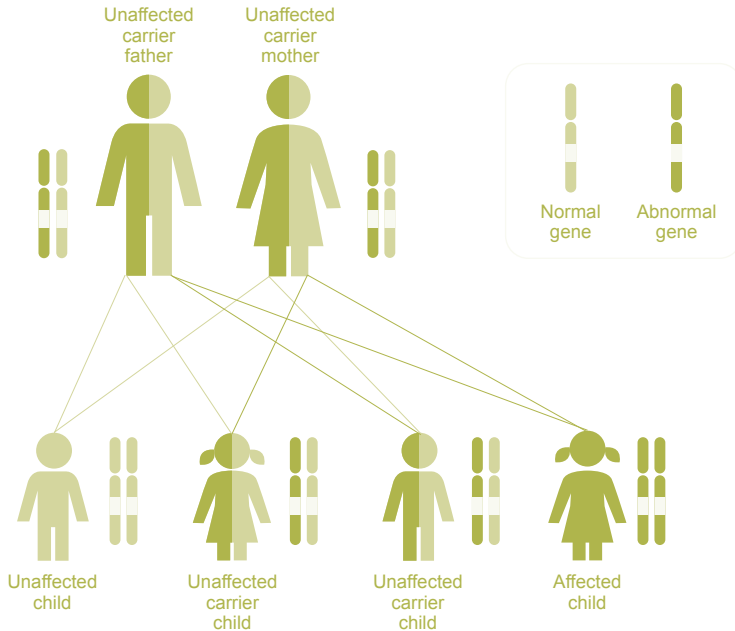 Unaffected
carrier
father
Unaffected
carrier
mother
Normal
gene
Abnormal
gene
Unaffected
child
Unaffected
carrier
child
Unaffected
carrier
child
Affected
child